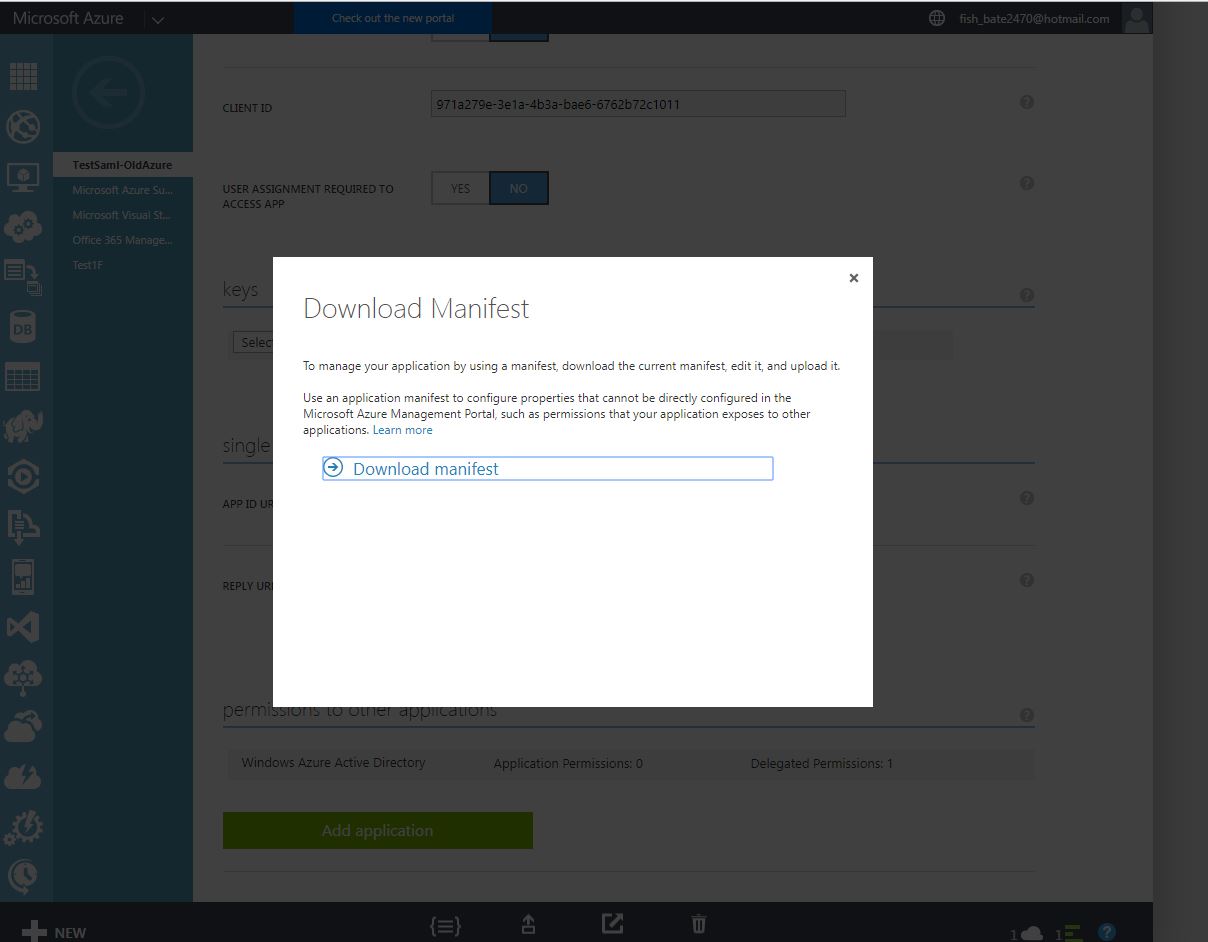 Microsoft Azure
Check out the new portal
fish_bate2470@hotmail.com
CLIENT ID
971a279e-3e1a-4b3a-bae6-6762b72c1011
?
TestSaml-OldAzure
Microsoft Azure Su...
Microsoft Visual St...
Office 365 Manage...
Test1F
USER ASSIGNMENT REQUIRED TO
ACCESS APP
YES
NO
?
keys
?
Selec
DB
Download Manifest
To manage your application by using a manifest, download the current manifest, edit it, and upload it.
Use an application manifest to configure properties that cannot be directly configured in the
Microsoft Azure Management Portal, such as permissions that your application exposes to other
applications. Learn more
Download manifest
single
APP ID UR
?
REPLY URL
?
permissions to other applications
?
Windows Azure Active Directory
Application Permissions: 0
Delegated Permissions: 1
Add application
NEW
1
1
?